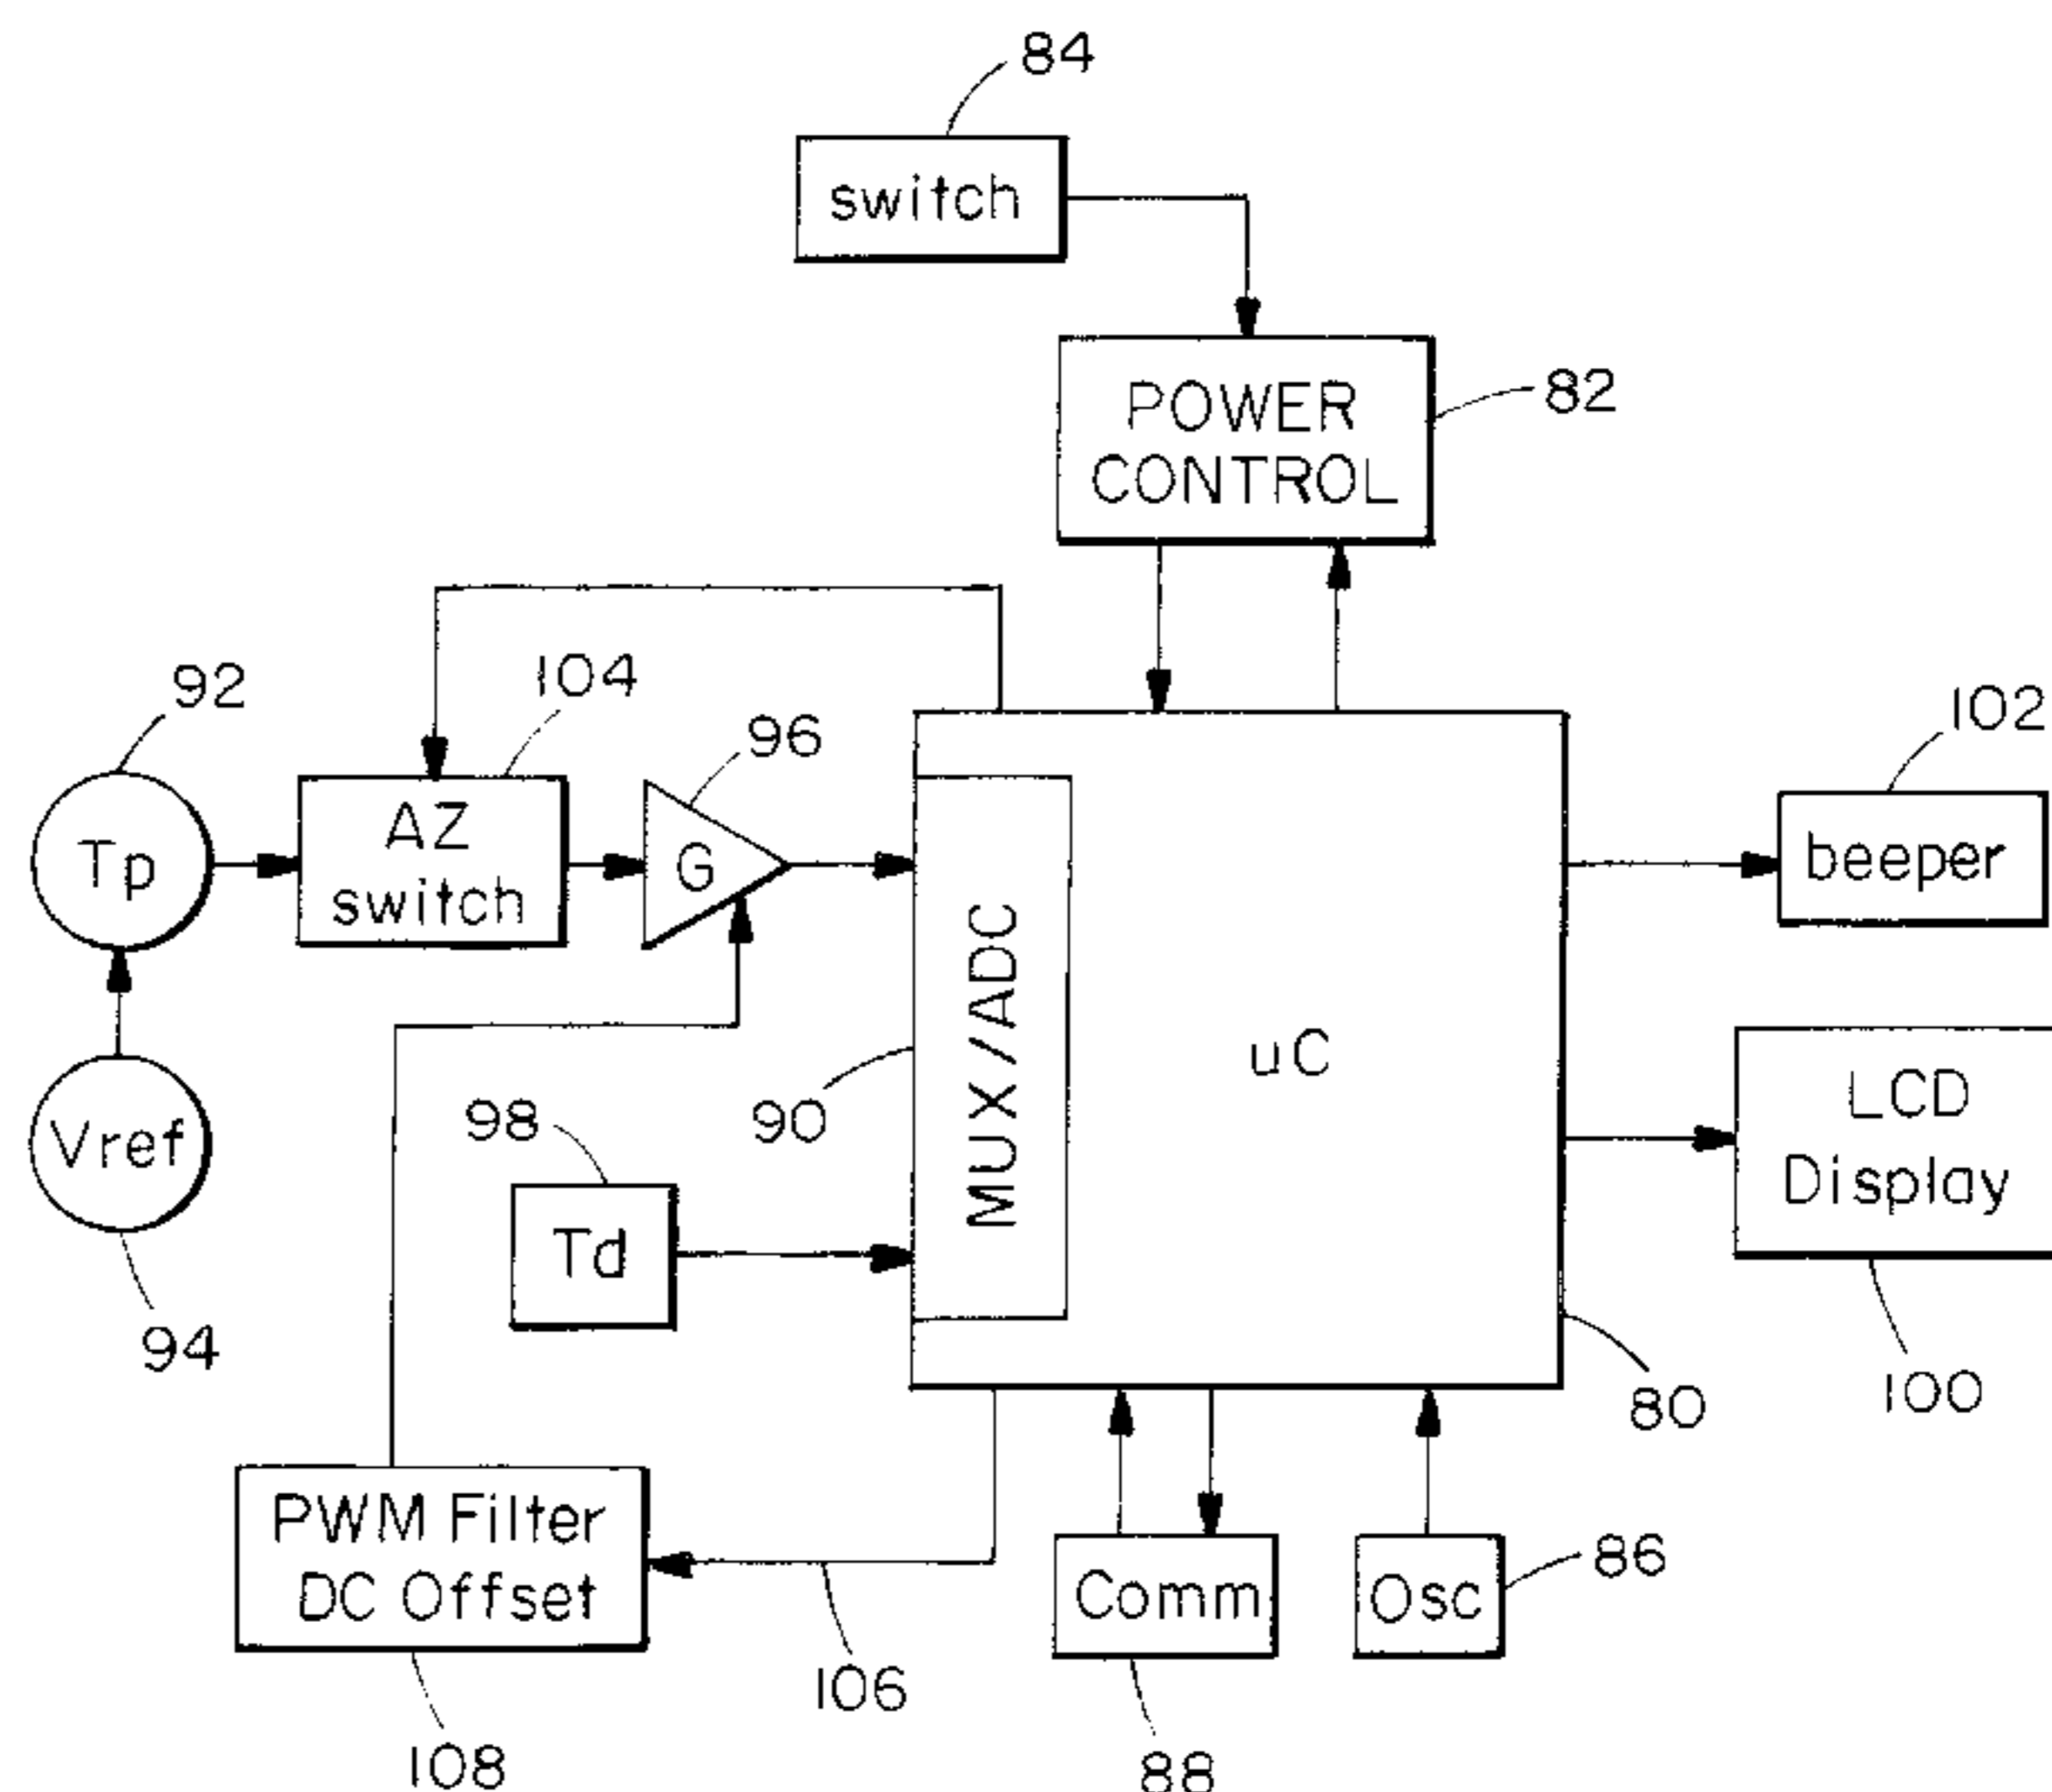 84
switch
POWER
CONTROL
82
92
104
96
102
Tp
AZ
switch
G
beeper
MUX/ADC
uC
Vref
98
90
LCD
Display
Td
94
80
100
PWM Filter
DC Offset
Comm
Osc
86
106
108
88